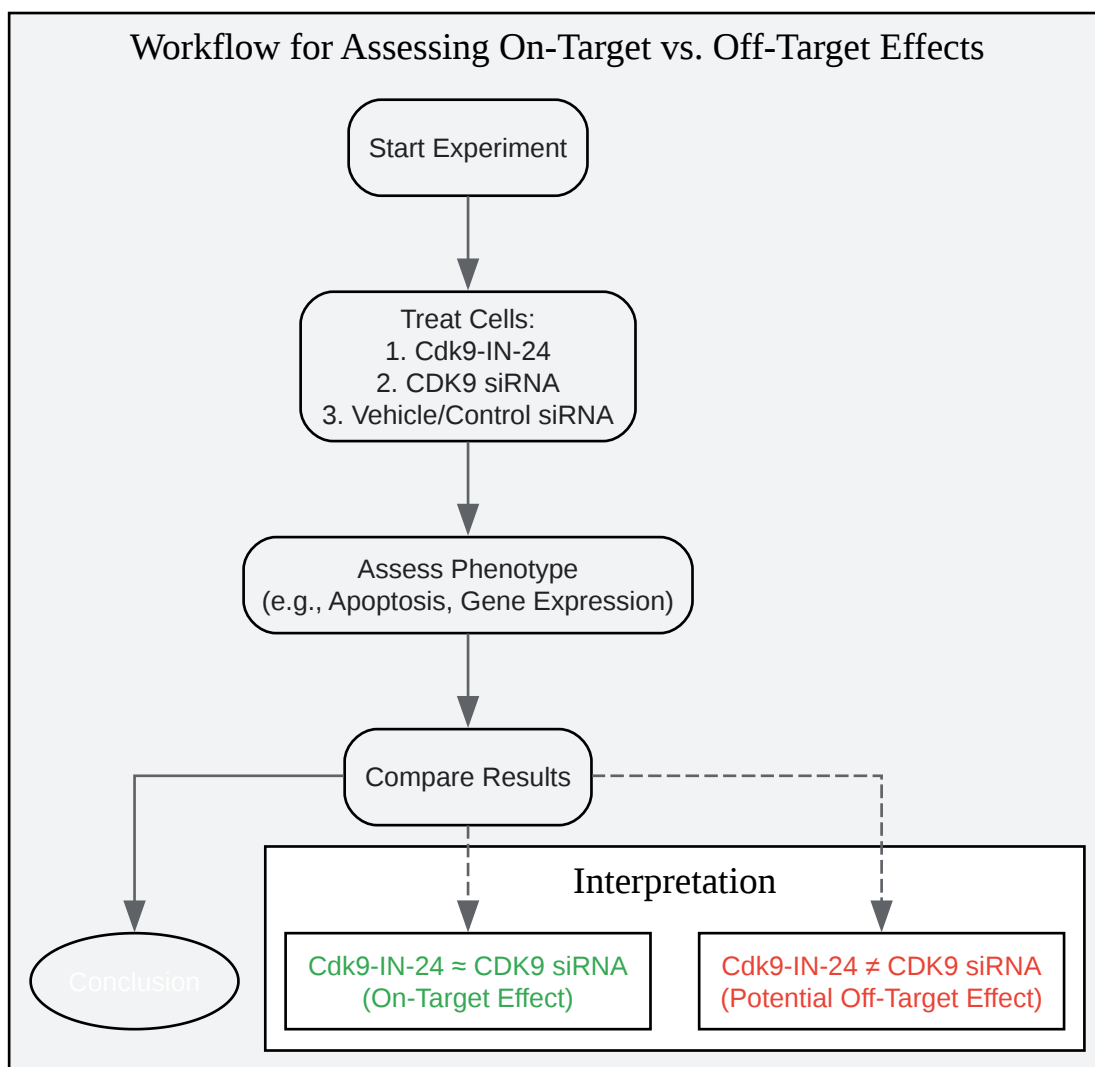 Workflow for Assessing On-Target vs. Off-Target Effects
Start Experiment
Treat Cells:
1. Cdk9-IN-24
2. CDK9 siRNA
3. Vehicle/Control siRNA
Assess Phenotype
(e.g., Apoptosis, Gene Expression)
Compare Results
Interpretation
Conclusion
Cdk9-IN-24 ≈ CDK9 siRNA
(On-Target Effect)
Cdk9-IN-24 ≠ CDK9 siRNA
(Potential Off-Target Effect)